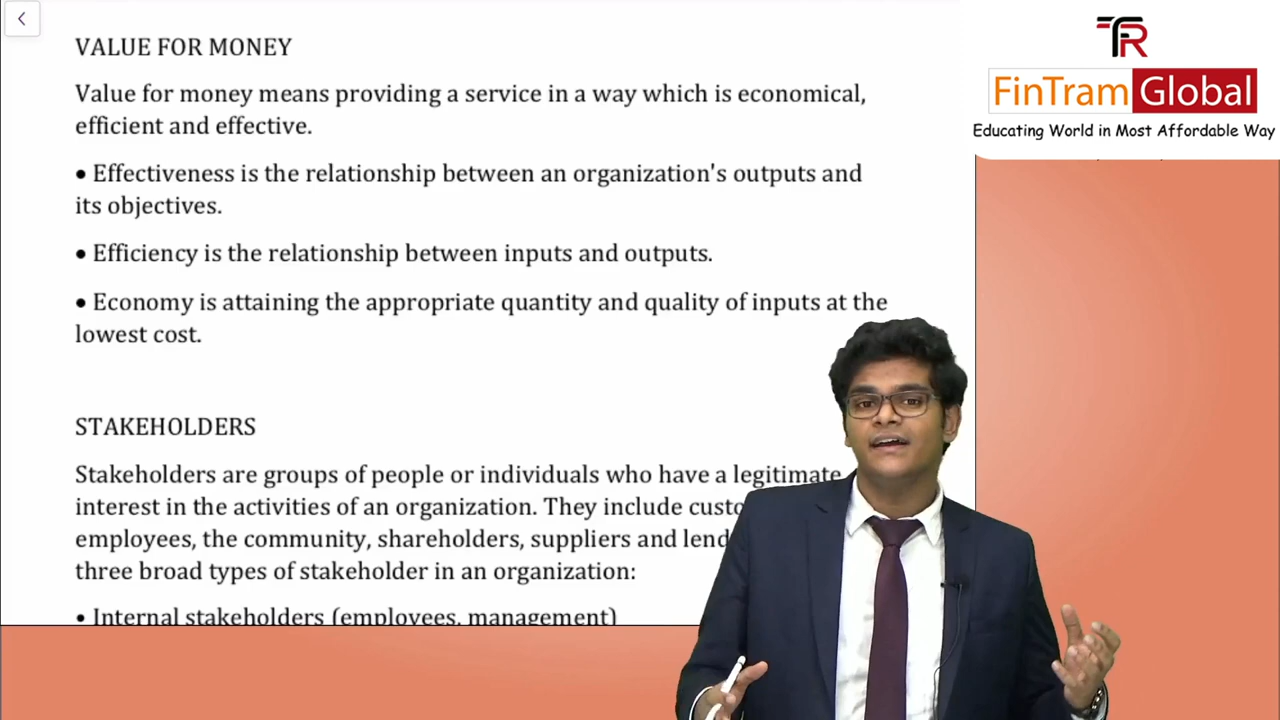 VALUE FOR MONEY
Value for money means providing a service in a way which is economical,
efficient and effective.
• Effectiveness is the relationship between an organization's outputs and
its objectives.
• Efficiency is the relationship between inputs and outputs.
• Economy is attaining the appropriate quantity and quality of inputs at the
lowest cost.
STAKEHOLDERS
Stakeholders are groups of people or individuals who have a legitimate
interest in the activities of an organization. They include custo
employees, the community, shareholders, suppliers and lend
three broad types of stakeholder in an organization:
• Internal stakeholders (employees, management)
TR
FinTram Global
Educating World in Most Affordable Way